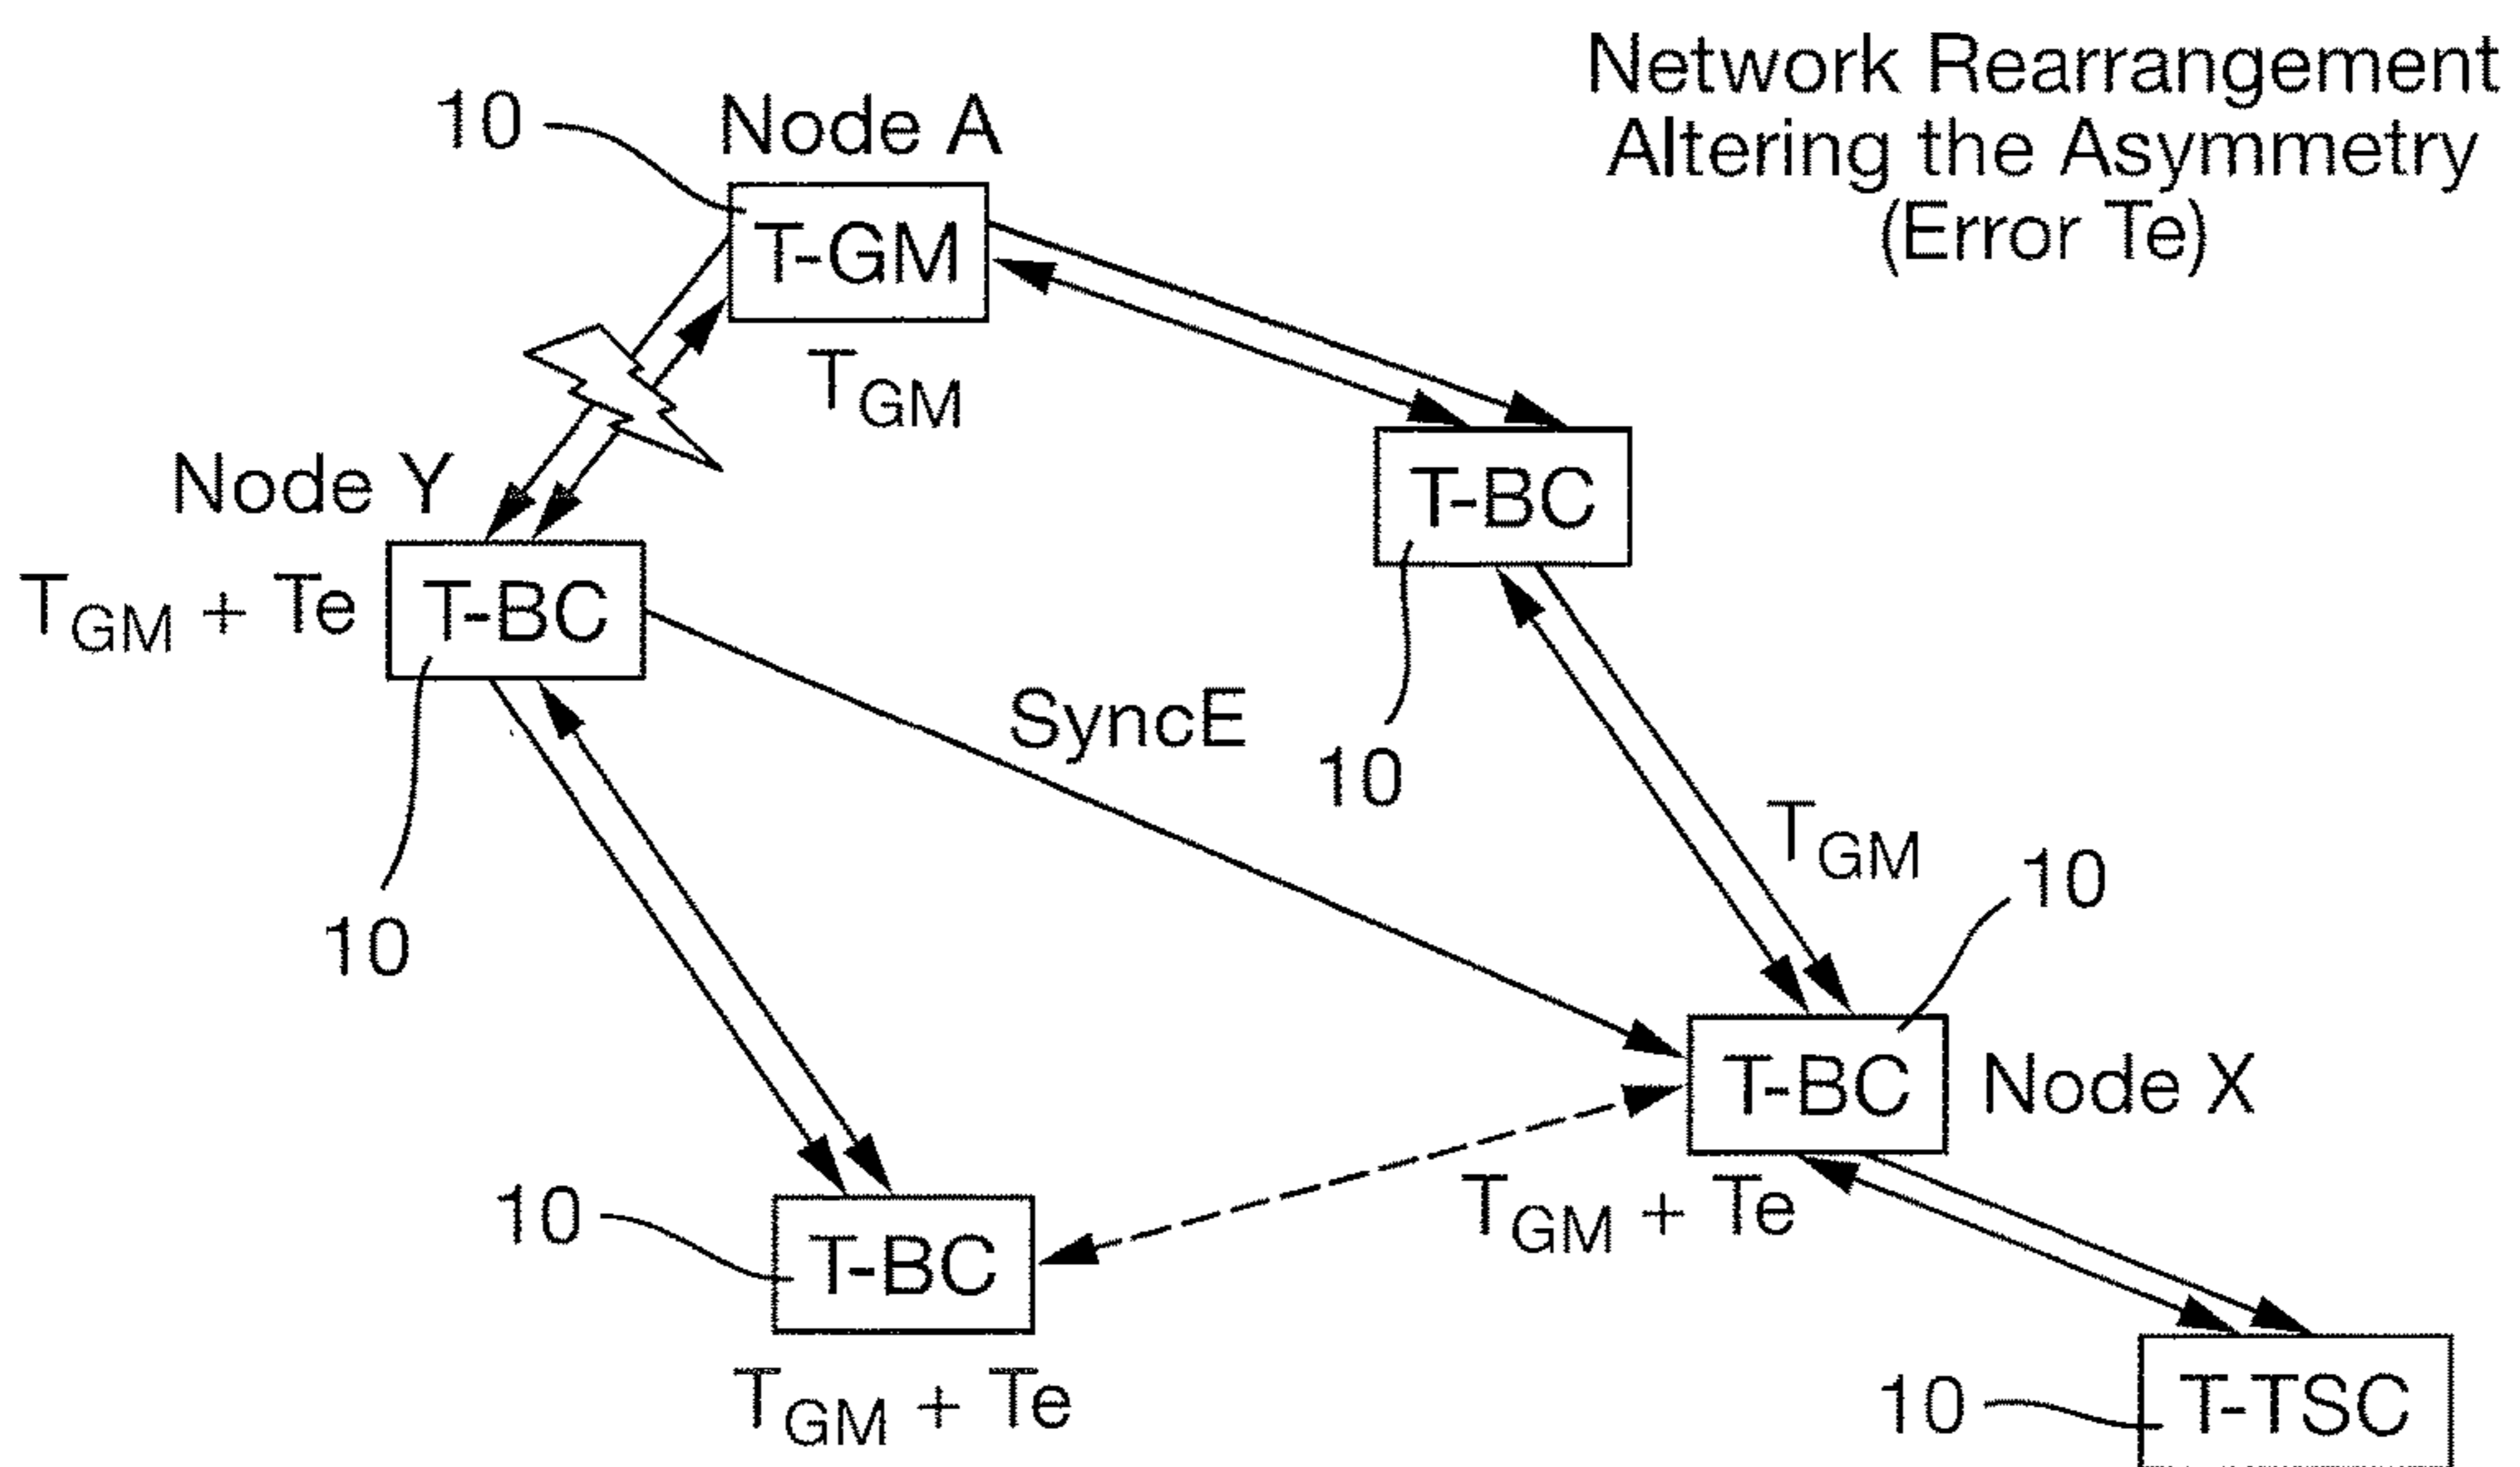 Network Rearrangement
Altering the Asymmetry
(Error Te)
10
Node A
T-GM
T_GM
Node Y
T-BC
T_GM + Te
T-BC
10
SyncE
10
T_GM
10
T-BC
Node X
T_GM + Te
10
T-BC
T_GM + Te
10
T-TSC